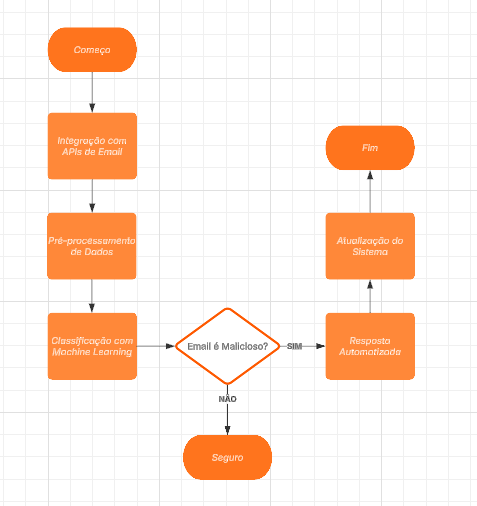 Começo
Integração com
APIs de Email
Pré-processamento
de Dados
Classificação com
Machine Learning
Email é Malicloso?
SIM
NÃO
Seguro
Resposta
Automatizada
Atualização do
Sistema
Fim